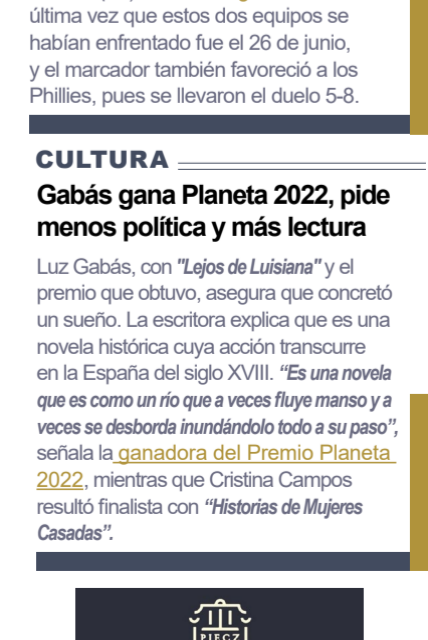 última vez que estos dos equipos se
habían enfrentado fue el 26 de junio,
y el marcador también favoreció a los
Phillies, pues se llevaron el duelo 5-8.
CULTURA
Gabás gana Planeta 2022, pide
menos política y más lectura
Luz Gabás, con "Lejos de Luisiana" y el
premio que obtuvo, asegura que concretó
un sueño. La escritora explica que es una
novela histórica cuya acción transcurre
en la España del siglo XVIII. “Es una novela
que es como un río que a veces fluye manso y a
veces se desborda inundándolo todo a su paso”,
señala la ganadora del Premio Planeta
2022, mientras que Cristina Campos
resultó finalista con “Historias de Mujeres
Casadas”.
PIECZ